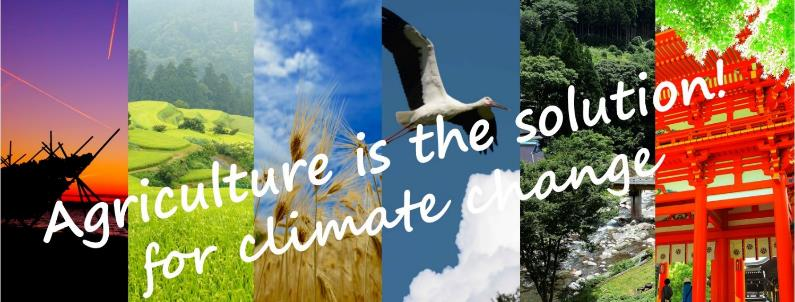 Agriculture is the solution!
for climate change